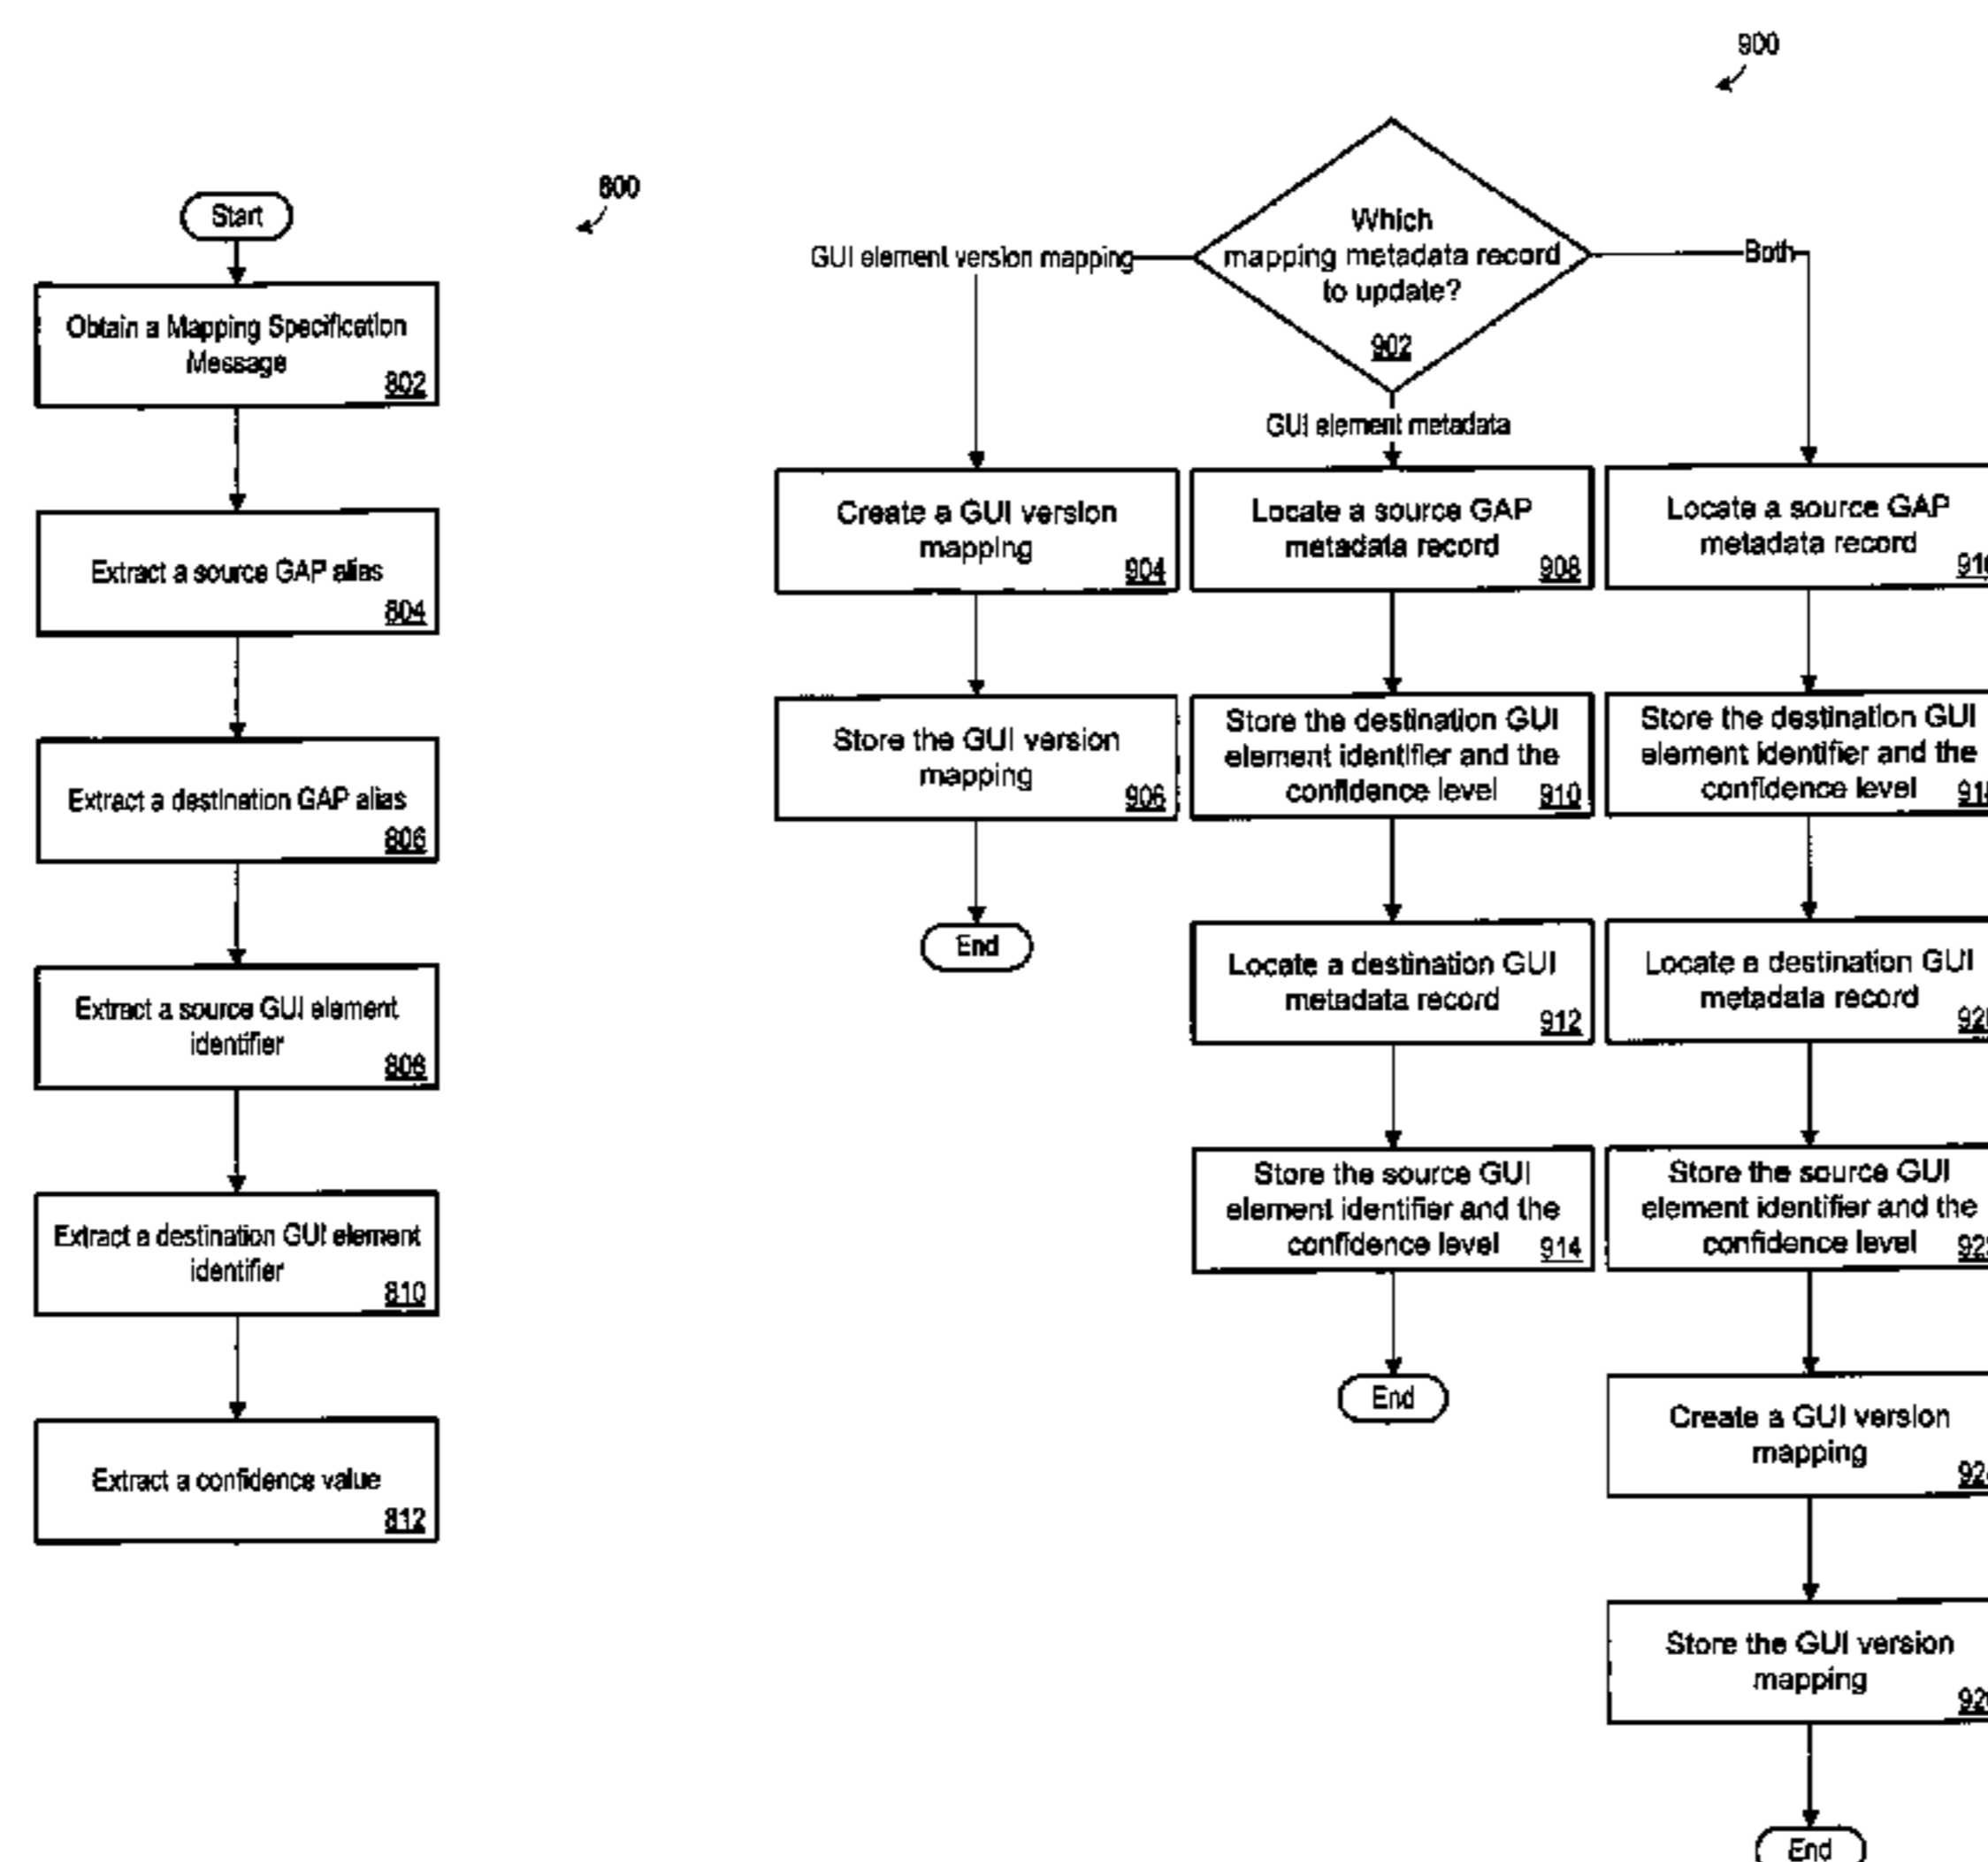 800
Start
Obtain a Mapping Specification
Message
802
Extract a source GAP alias
804
Extract a destination GAP alias
806
Extract a source GUI element
identifier
808
Extract a destination GUI element
identifier
810
Extract a confidence value
812
900
Which
mapping metadata record
to update?
902
GUI element version mapping
GUI element metadata
Both
Create a GUI version
mapping
904
Store the GUI version
mapping
906
End
Locate a source GAP
metadata record
908
Store the destination GUI
element identifier and the
confidence level
910
Locate a destination GUI
metadata record
912
Store the source GUI
element identifier and the
confidence level
914
End
Locate a source GAP
metadata record
Store the destination GUI
element identifier and the
confidence level
Locate a destination GUI
metadata record
Store the source GUI
element identifier and the
confidence level
Create a GUI version
mapping
Store the GUI version
mapping
End